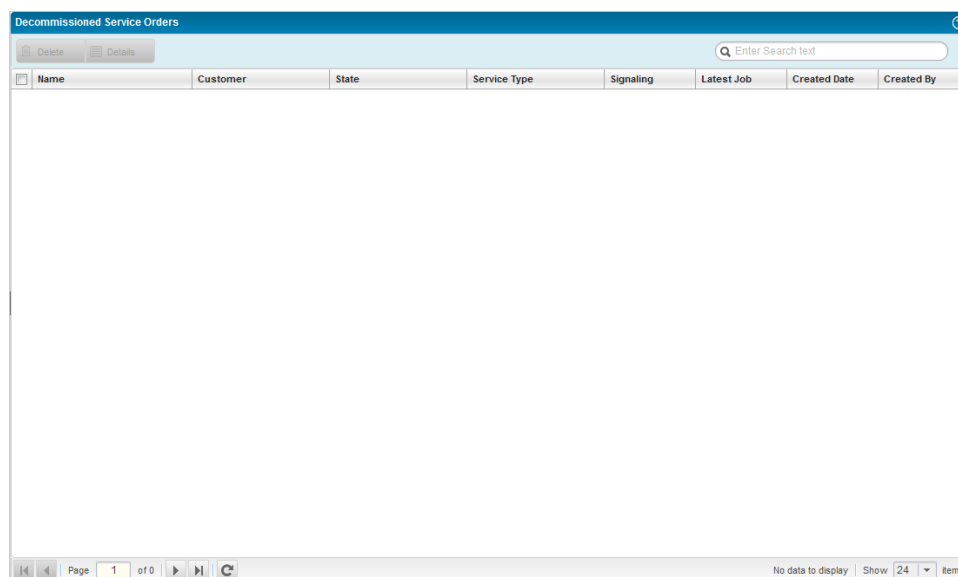 Decommissioned Service Orders
Delete Details Enter Search text
Name Customer State Service Type Signaling Latest Job Created Date Created By
Page 1 of 0 No data to display Show 24 item